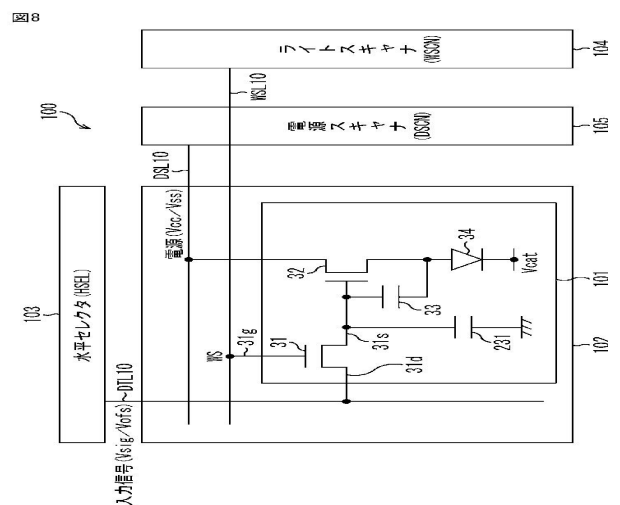 図8
100
103
水平セレクタ(HSEL)
入力信号(Vsig/Vofs)~DTL10
電源(Vcc/Vss)
DSL10
WSL10
電源スキャナ(DSCN)
105
ライトスキャナ(WSCN)
104
WS
31g
31
31d
31s
32
33
34
231
Vcat
101
102